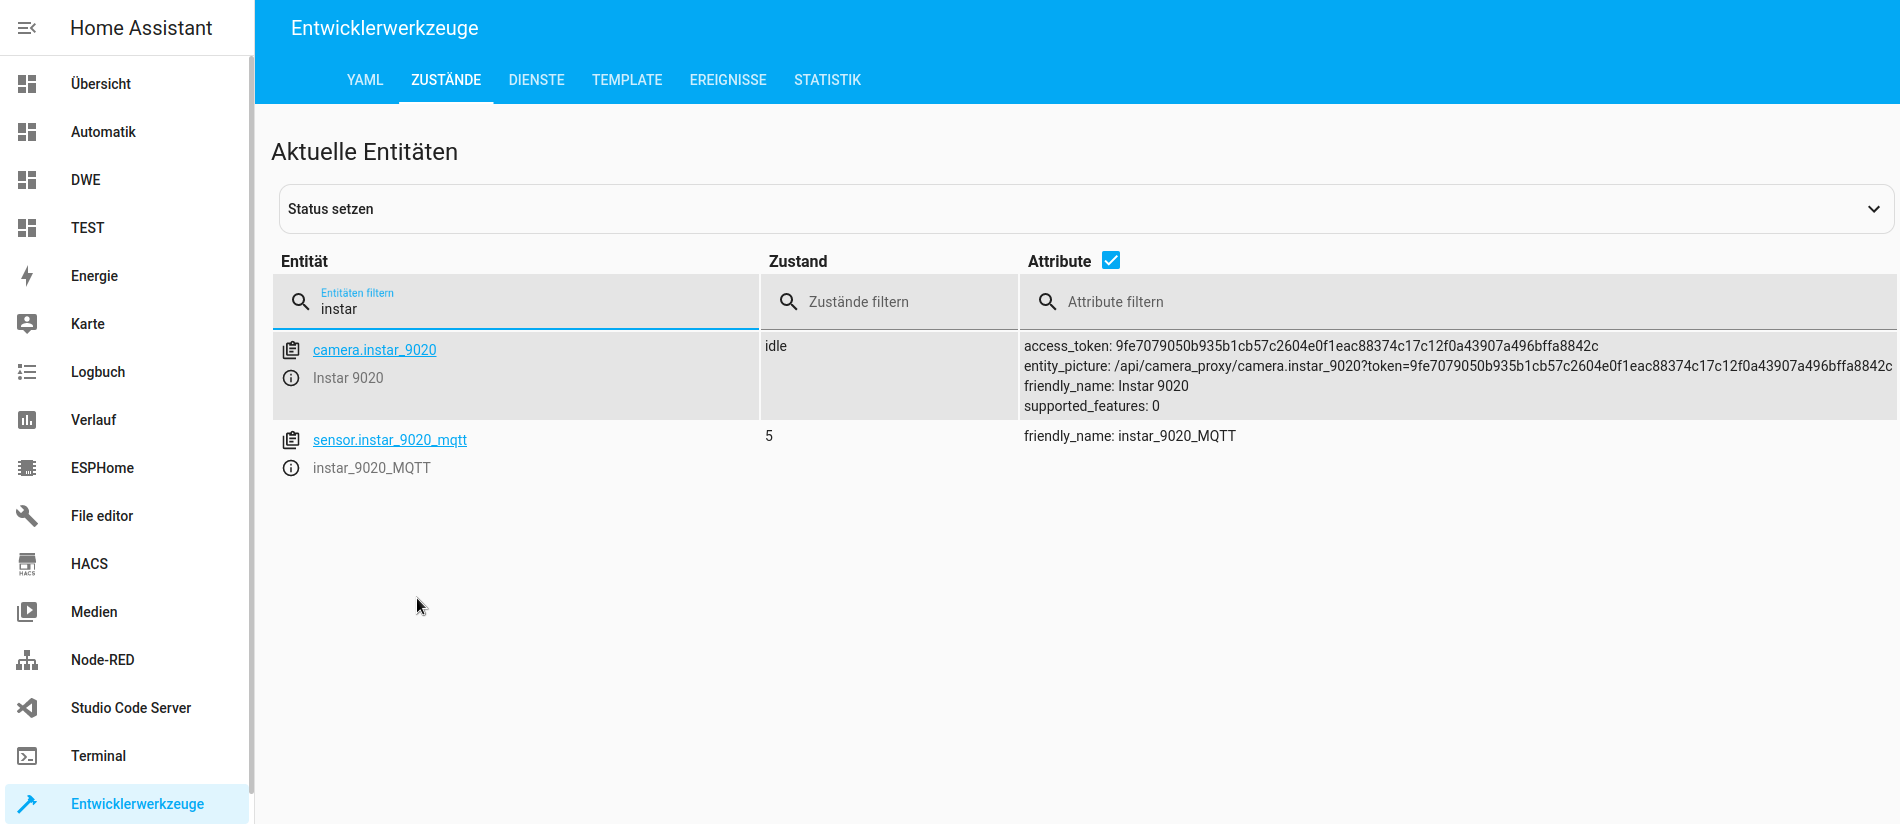 Home Assistant
Entwicklerwerkzeuge
YAML ZUSTÄNDE DIENSTE TEMPLATE EREIGNISSE STATISTIK
Übersicht
Automatik
DWE
TEST
Energie
Karte
Logbuch
Verlauf
ESPHome
File editor
HACS
HACS
Medien
Node-RED
Studio Code Server
Terminal
Entwicklerwerkzeuge
Aktuelle Entitäten
Status setzen
Entität Zustand Attribute
Entitäten filtern
instar
Zustände filtern
Attribute filtern
camera.instar_9020
Instar 9020
idle
access_token: 9fe7079050b935b1cb57c2604e0f1eac88374c17c12f0a43907a496bffa8842c
entity_picture: /api/camera_proxy/camera.instar_9020?token=9fe7079050b935b1cb57c2604e0f1eac88374c17c12f0a43907a496bffa8842c
friendly_name: Instar 9020
supported_features: 0
sensor.instar_9020_mqtt
instar_9020_MQTT
5
friendly_name: instar_9020_MQTT